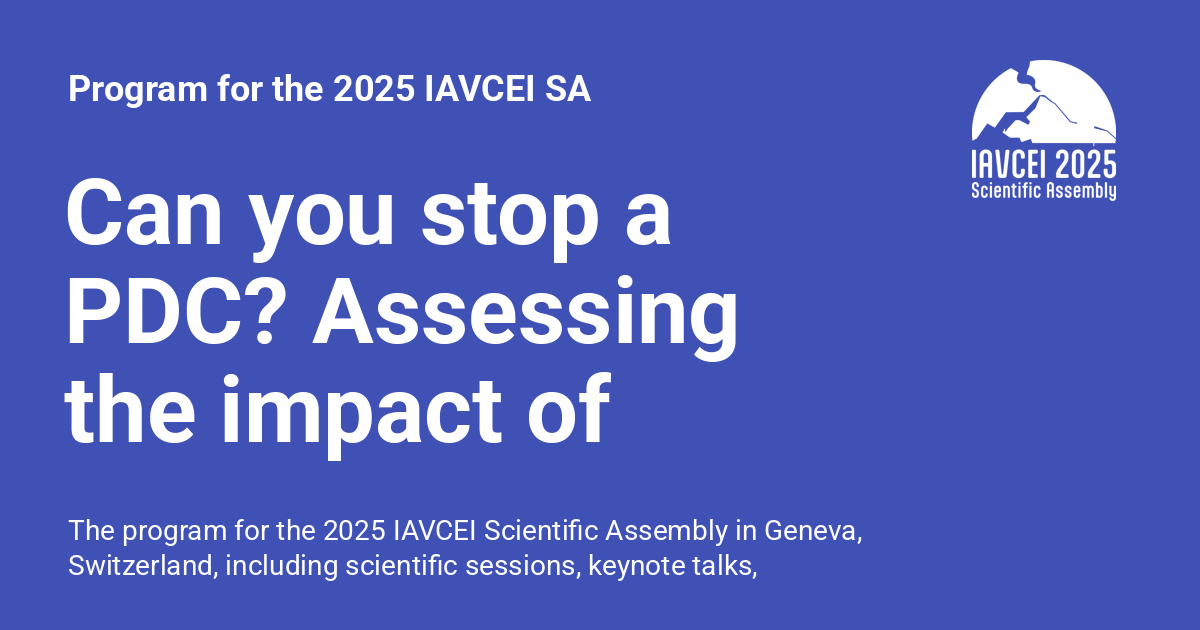 Program for the 2025 IAVCEI SA
IAVCEI 2025
Scientific Assembly
Can you stop a
PDC? Assessing
the impact of
The program for the 2025 IAVCEI Scientific Assembly in Geneva,
Switzerland, including scientific sessions, keynote talks,